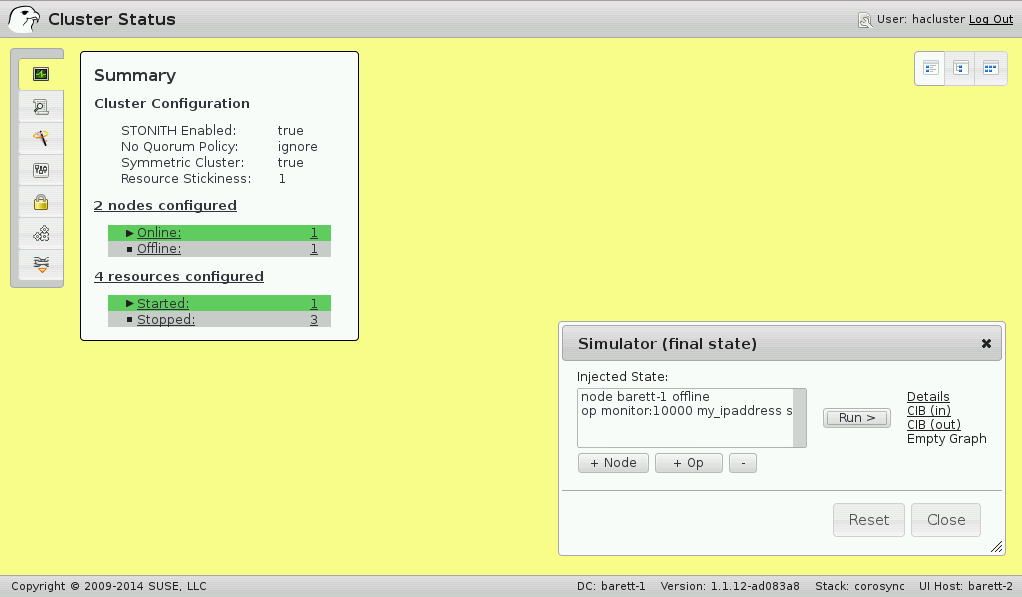 Cluster Status
User: hacluster Log Out
Summary
Cluster Configuration
STONITH Enabled: true
No Quorum Policy: ignore
Symmetric Cluster: true
Resource Stickiness: 1
2 nodes configured
Online: 1
Offline: 1
4 resources configured
Started: 1
Stopped: 3
Simulator (final state)
Injected State:
node barett-1 offline
op monitor:10000 my_ipaddress s
Run >
Details
CIB (in)
CIB (out)
Empty Graph
+ Node + Op -
Reset Close
Copyright © 2009-2014 SUSE, LLC
DC: barett-1 Version: 1.1.12-ad083a8 Stack: corosync UI Host: barett-2